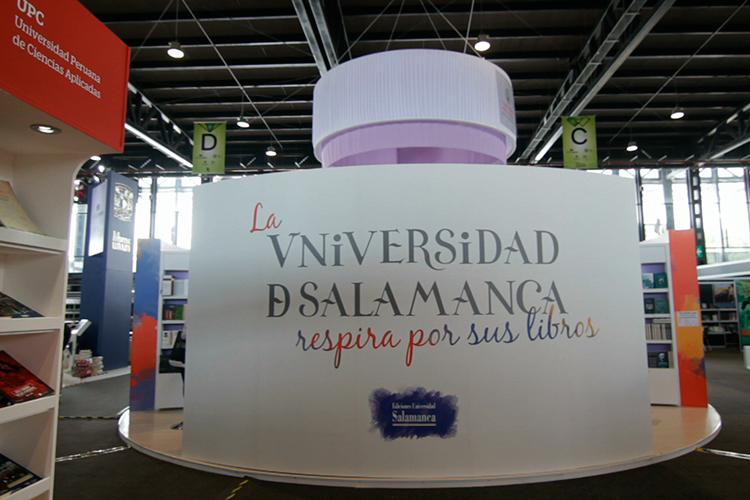 UPC
Universidad Peruana
de Ciencias Aplicadas
D
C
La
VNiVERSiDAD
D SALAMANCA
respira por sus libros
Ediciones Universidad
Salamanca